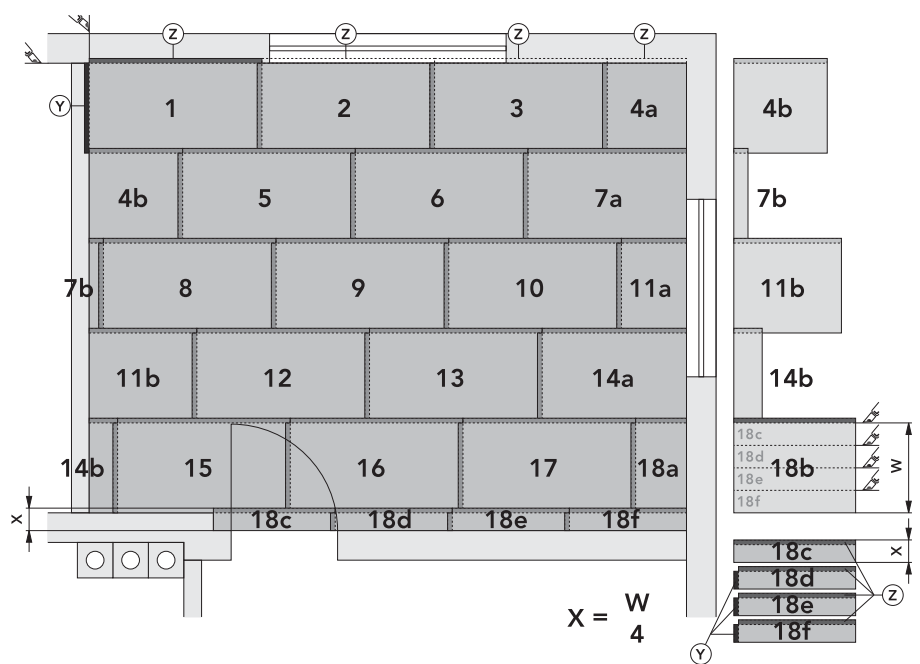 Z Z Z Z
Y
1 2 3 4a 4b
4b 5 6 7a 7b
7b 8 9 10 11a 11b
11b 12 13 14a 14b
18c
18d
18e
18f
14b 15 16 17 18a 18b W
X 18c 18d 18e 18f
18c X
18d
18e
18f
Z
Y
X = W
4